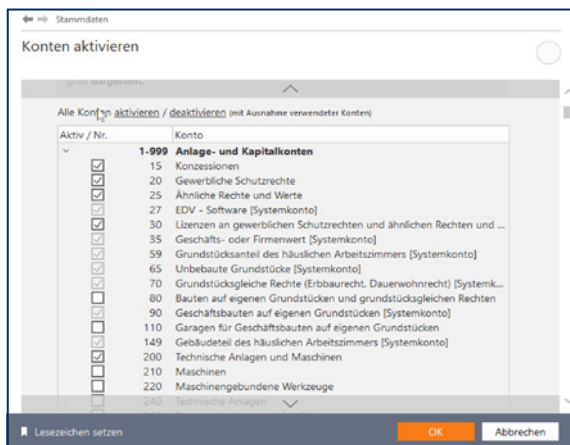 Stammdaten
Konten aktivieren
Alle Konten aktivieren / deaktivieren (mit Ausnahme verwendeter Konten)
Aktiv / Nr. Konto
1-999 Anlage- und Kapitalkonten
15 Konzessionen
20 Gewerbliche Schutzrechte
25 Ähnliche Rechte und Werte
27 EDV - Software [Systemkonto]
30 Lizenzen an gewerblichen Schutzrechten und ähnlichen Rechten und ...
35 Geschäfts- oder Firmenwert [Systemkonto]
59 Grundstücksanteil des häuslichen Arbeitszimmers [Systemkonto]
65 Unbebaute Grundstücke [Systemkonto]
70 Grundstücksgleiche Rechte (Erbbaurecht, Dauerwohnrecht) [Systemk...
80 Bauten auf eigenen Grundstücken und grundstücksgleichen Rechten
90 Geschäftsbauten auf eigenen Grundstücken [Systemkonto]
110 Garagen für Geschäftsbauten auf eigenen Grundstücken
149 Gebäudeteil des häuslichen Arbeitszimmers [Systemkonto]
200 Technische Anlagen und Maschinen
210 Maschinen
220 Maschinengebundene Werkzeuge
240 Technische Anlagen
Lesezeichen setzen OK Abbrechen